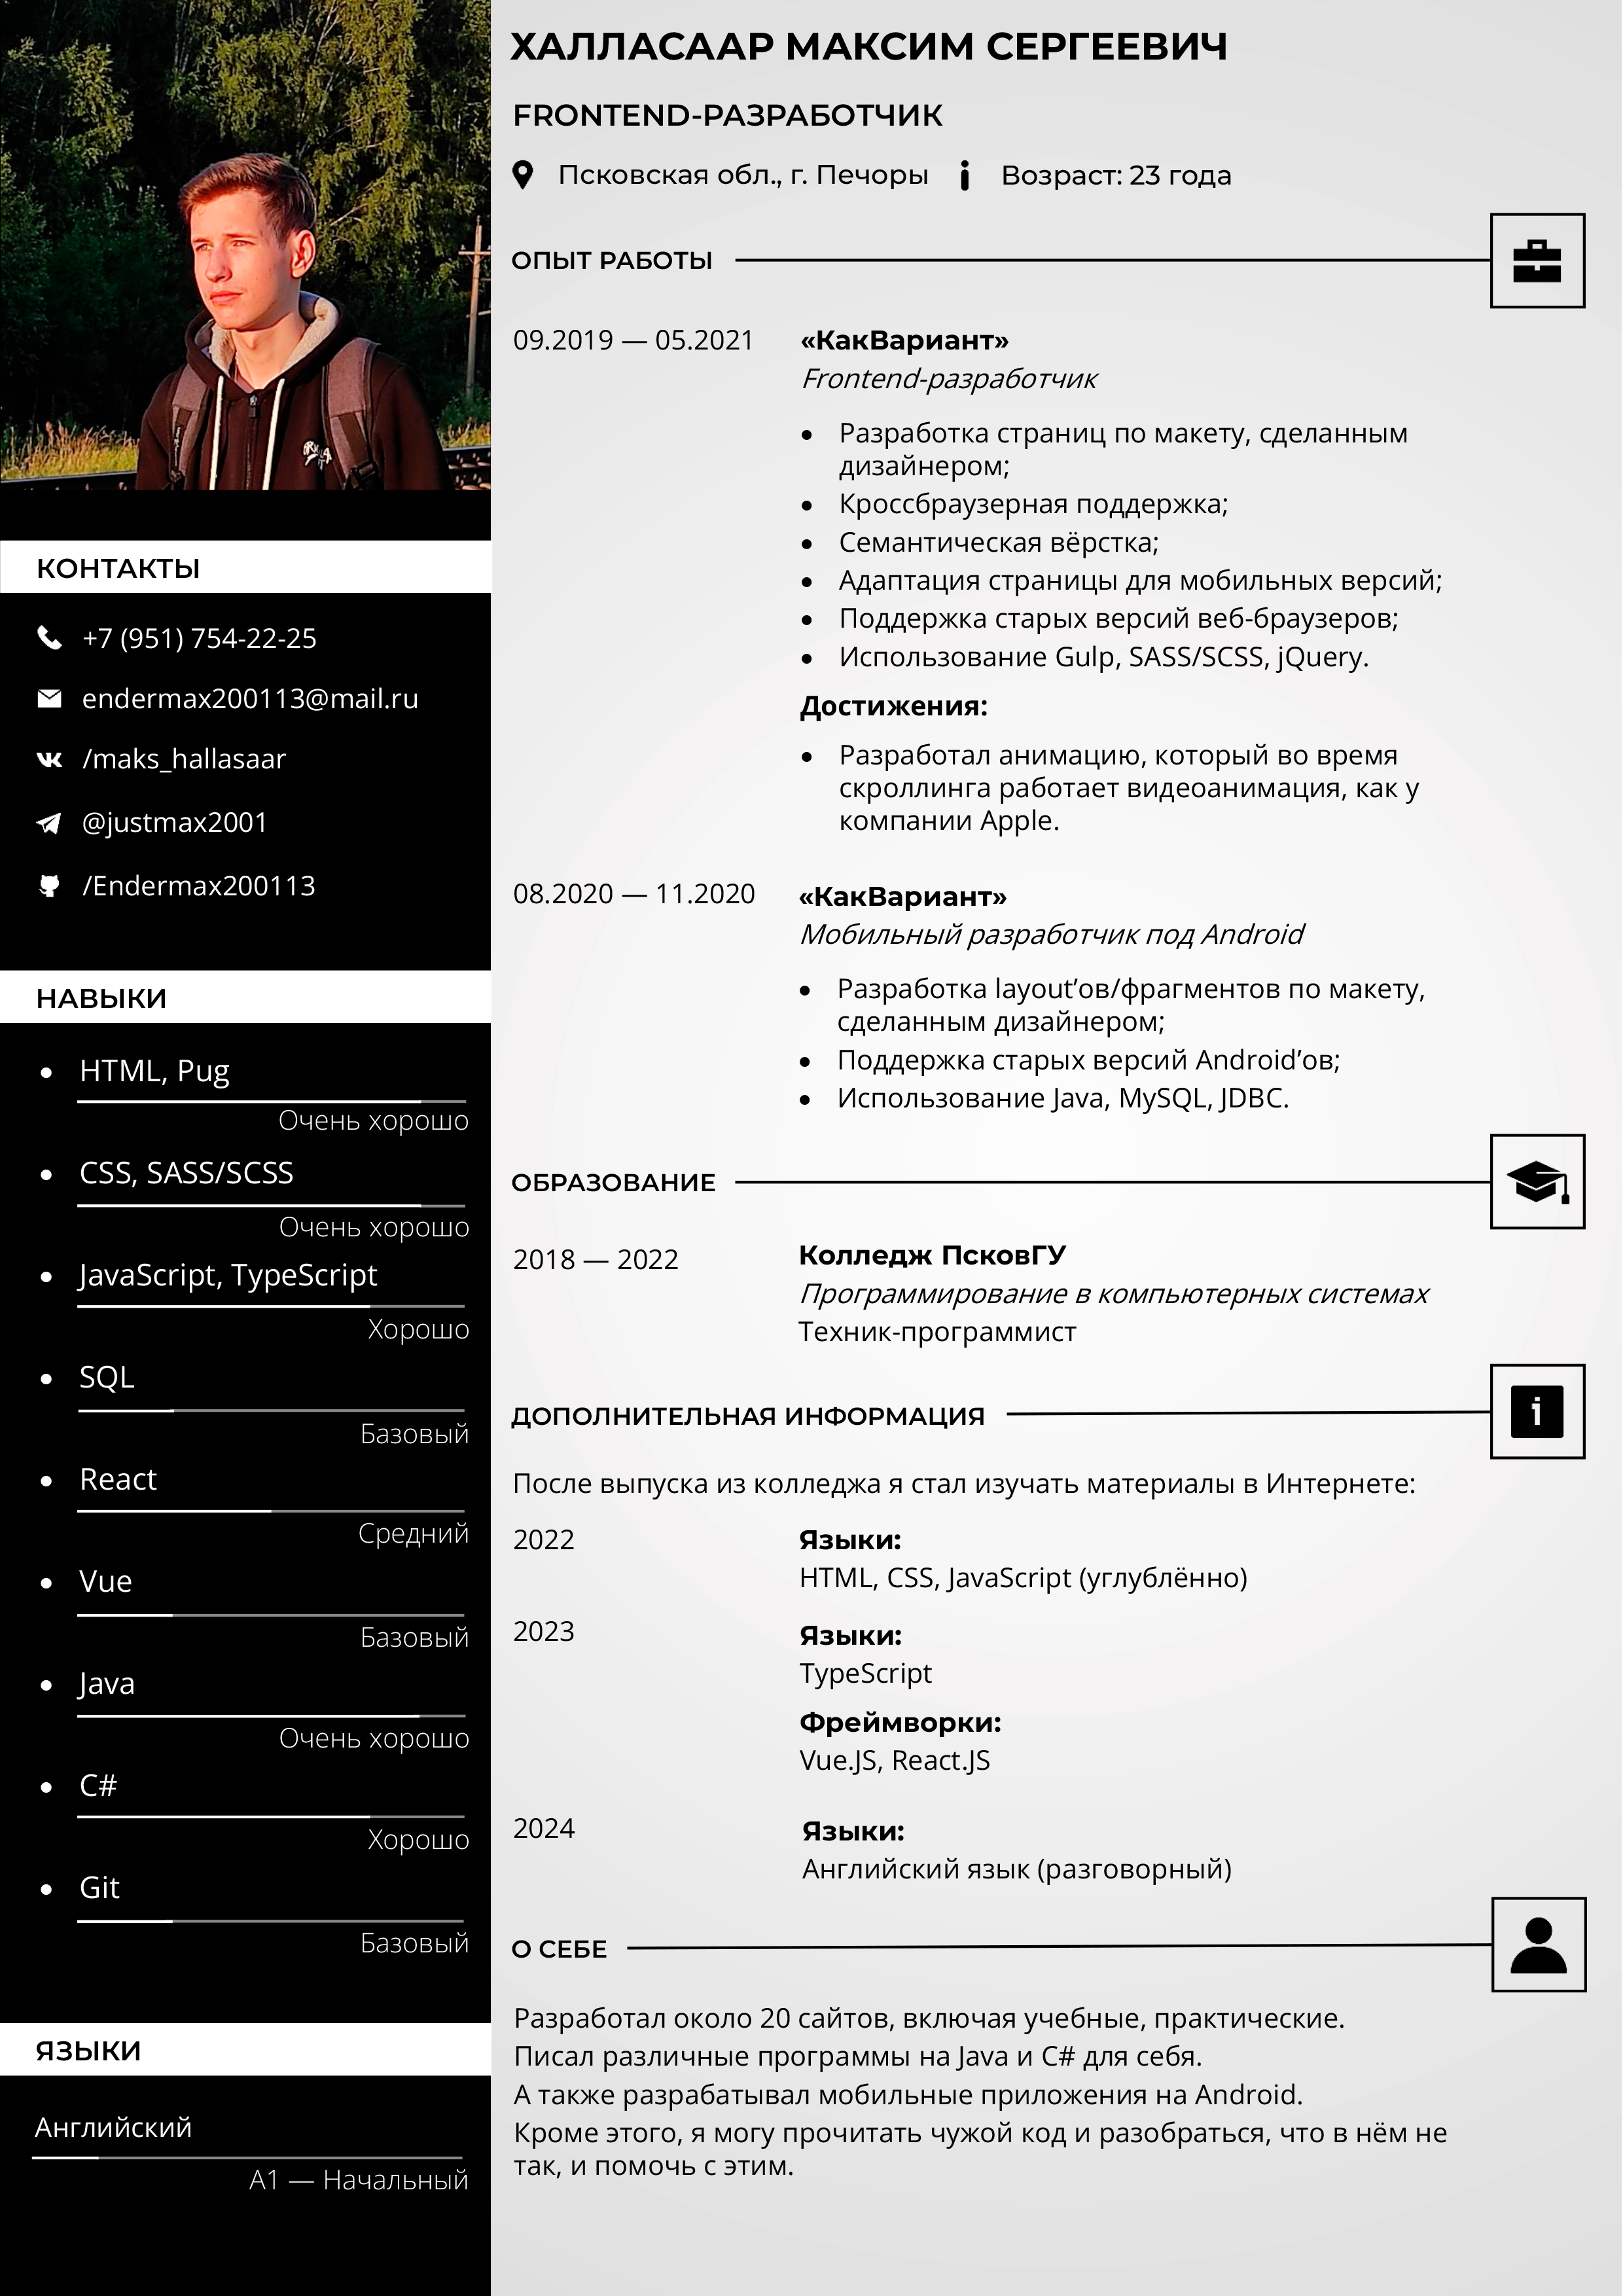 ХАЛЛАСААР МАКСИМ СЕРГЕЕВИЧ
FRONTEND-РАЗРАБОТЧИК
Псковская обл., г. Печоры Возраст: 23 года
КОНТАКТЫ
+7 (951) 754-22-25
endermax200113@mail.ru
/maks_hallasaar
@justmax2001
/Endermax200113
НАВЫКИ
HTML, Pug
Очень хорошо
CSS, SASS/SCSS
Очень хорошо
JavaScript, TypeScript
Хорошо
SQL
Базовый
React
Средний
Vue
Базовый
Java
Очень хорошо
C#
Хорошо
Git
Базовый
ЯЗЫКИ
Английский
A1 — Начальный
ОПЫТ РАБОТЫ
09.2019 — 05.2021 «КакВариант»
Frontend-разработчик
• Разработка страниц по макету, сделанным
дизайнером;
• Кроссбраузерная поддержка;
• Семантическая вёрстка;
• Адаптация страницы для мобильных версий;
• Поддержка старых версий веб-браузеров;
• Использование Gulp, SASS/SCSS, jQuery.
Достижения:
• Разработал анимацию, который во время
скроллинга работает видеоанимация, как у
компании Apple.
08.2020 — 11.2020 «КакВариант»
Мобильный разработчик под Android
• Разработка layout’ов/фрагментов по макету,
сделанным дизайнером;
• Поддержка старых версий Android’ов;
• Использование Java, MySQL, JDBC.
ОБРАЗОВАНИЕ
2018 — 2022 Колледж ПсковГУ
Программирование в компьютерных системах
Техник-программист
ДОПОЛНИТЕЛЬНАЯ ИНФОРМАЦИЯ
После выпуска из колледжа я стал изучать материалы в Интернете:
2022 Языки:
HTML, CSS, JavaScript (углублённо)
2023 Языки:
TypeScript
Фреймворки:
Vue.JS, React.JS
2024 Языки:
Английский язык (разговорный)
О СЕБЕ
Разработал около 20 сайтов, включая учебные, практические.
Писал различные программы на Java и C# для себя.
А также разрабатывал мобильные приложения на Android.
Кроме этого, я могу прочитать чужой код и разобраться, что в нём не
так, и помочь с этим.